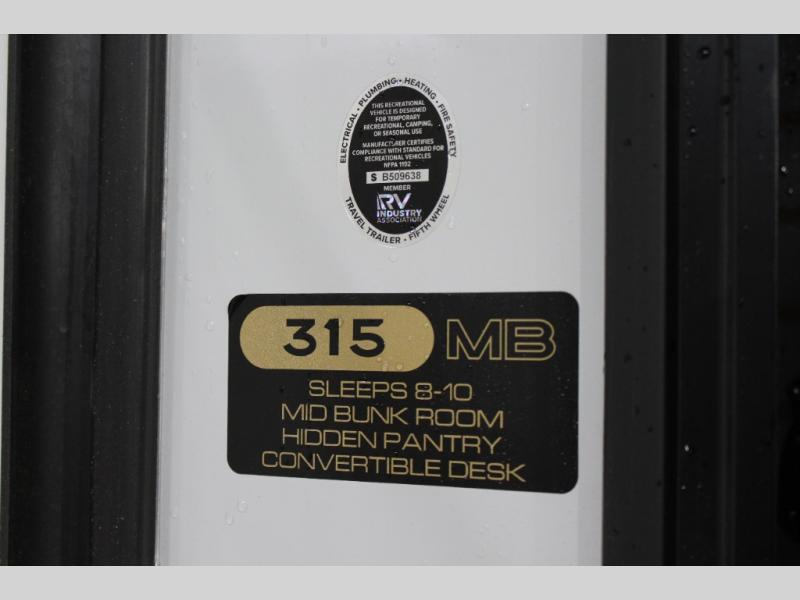 ELECTRICAL • PLUMBING • HEATING • FIRE SAFETY
THIS RECREATIONAL
VEHICLE IS DESIGNED
FOR TEMPORARY
RECREATIONAL, CAMPING,
OR SEASONAL USE
MANUFACTURER CERTIFIES
COMPLIANCE WITH STANDARD FOR
RECREATIONAL VEHICLES
NFPA 1192
$ B509638
MEMBER
RV
INDUSTRY
ASSOCIATION
TRAVEL TRAILER • FIFTH WHEEL
315 MB
SLEEPS 8-10
MID BUNK ROOM
HIDDEN PANTRY
CONVERTIBLE DESK